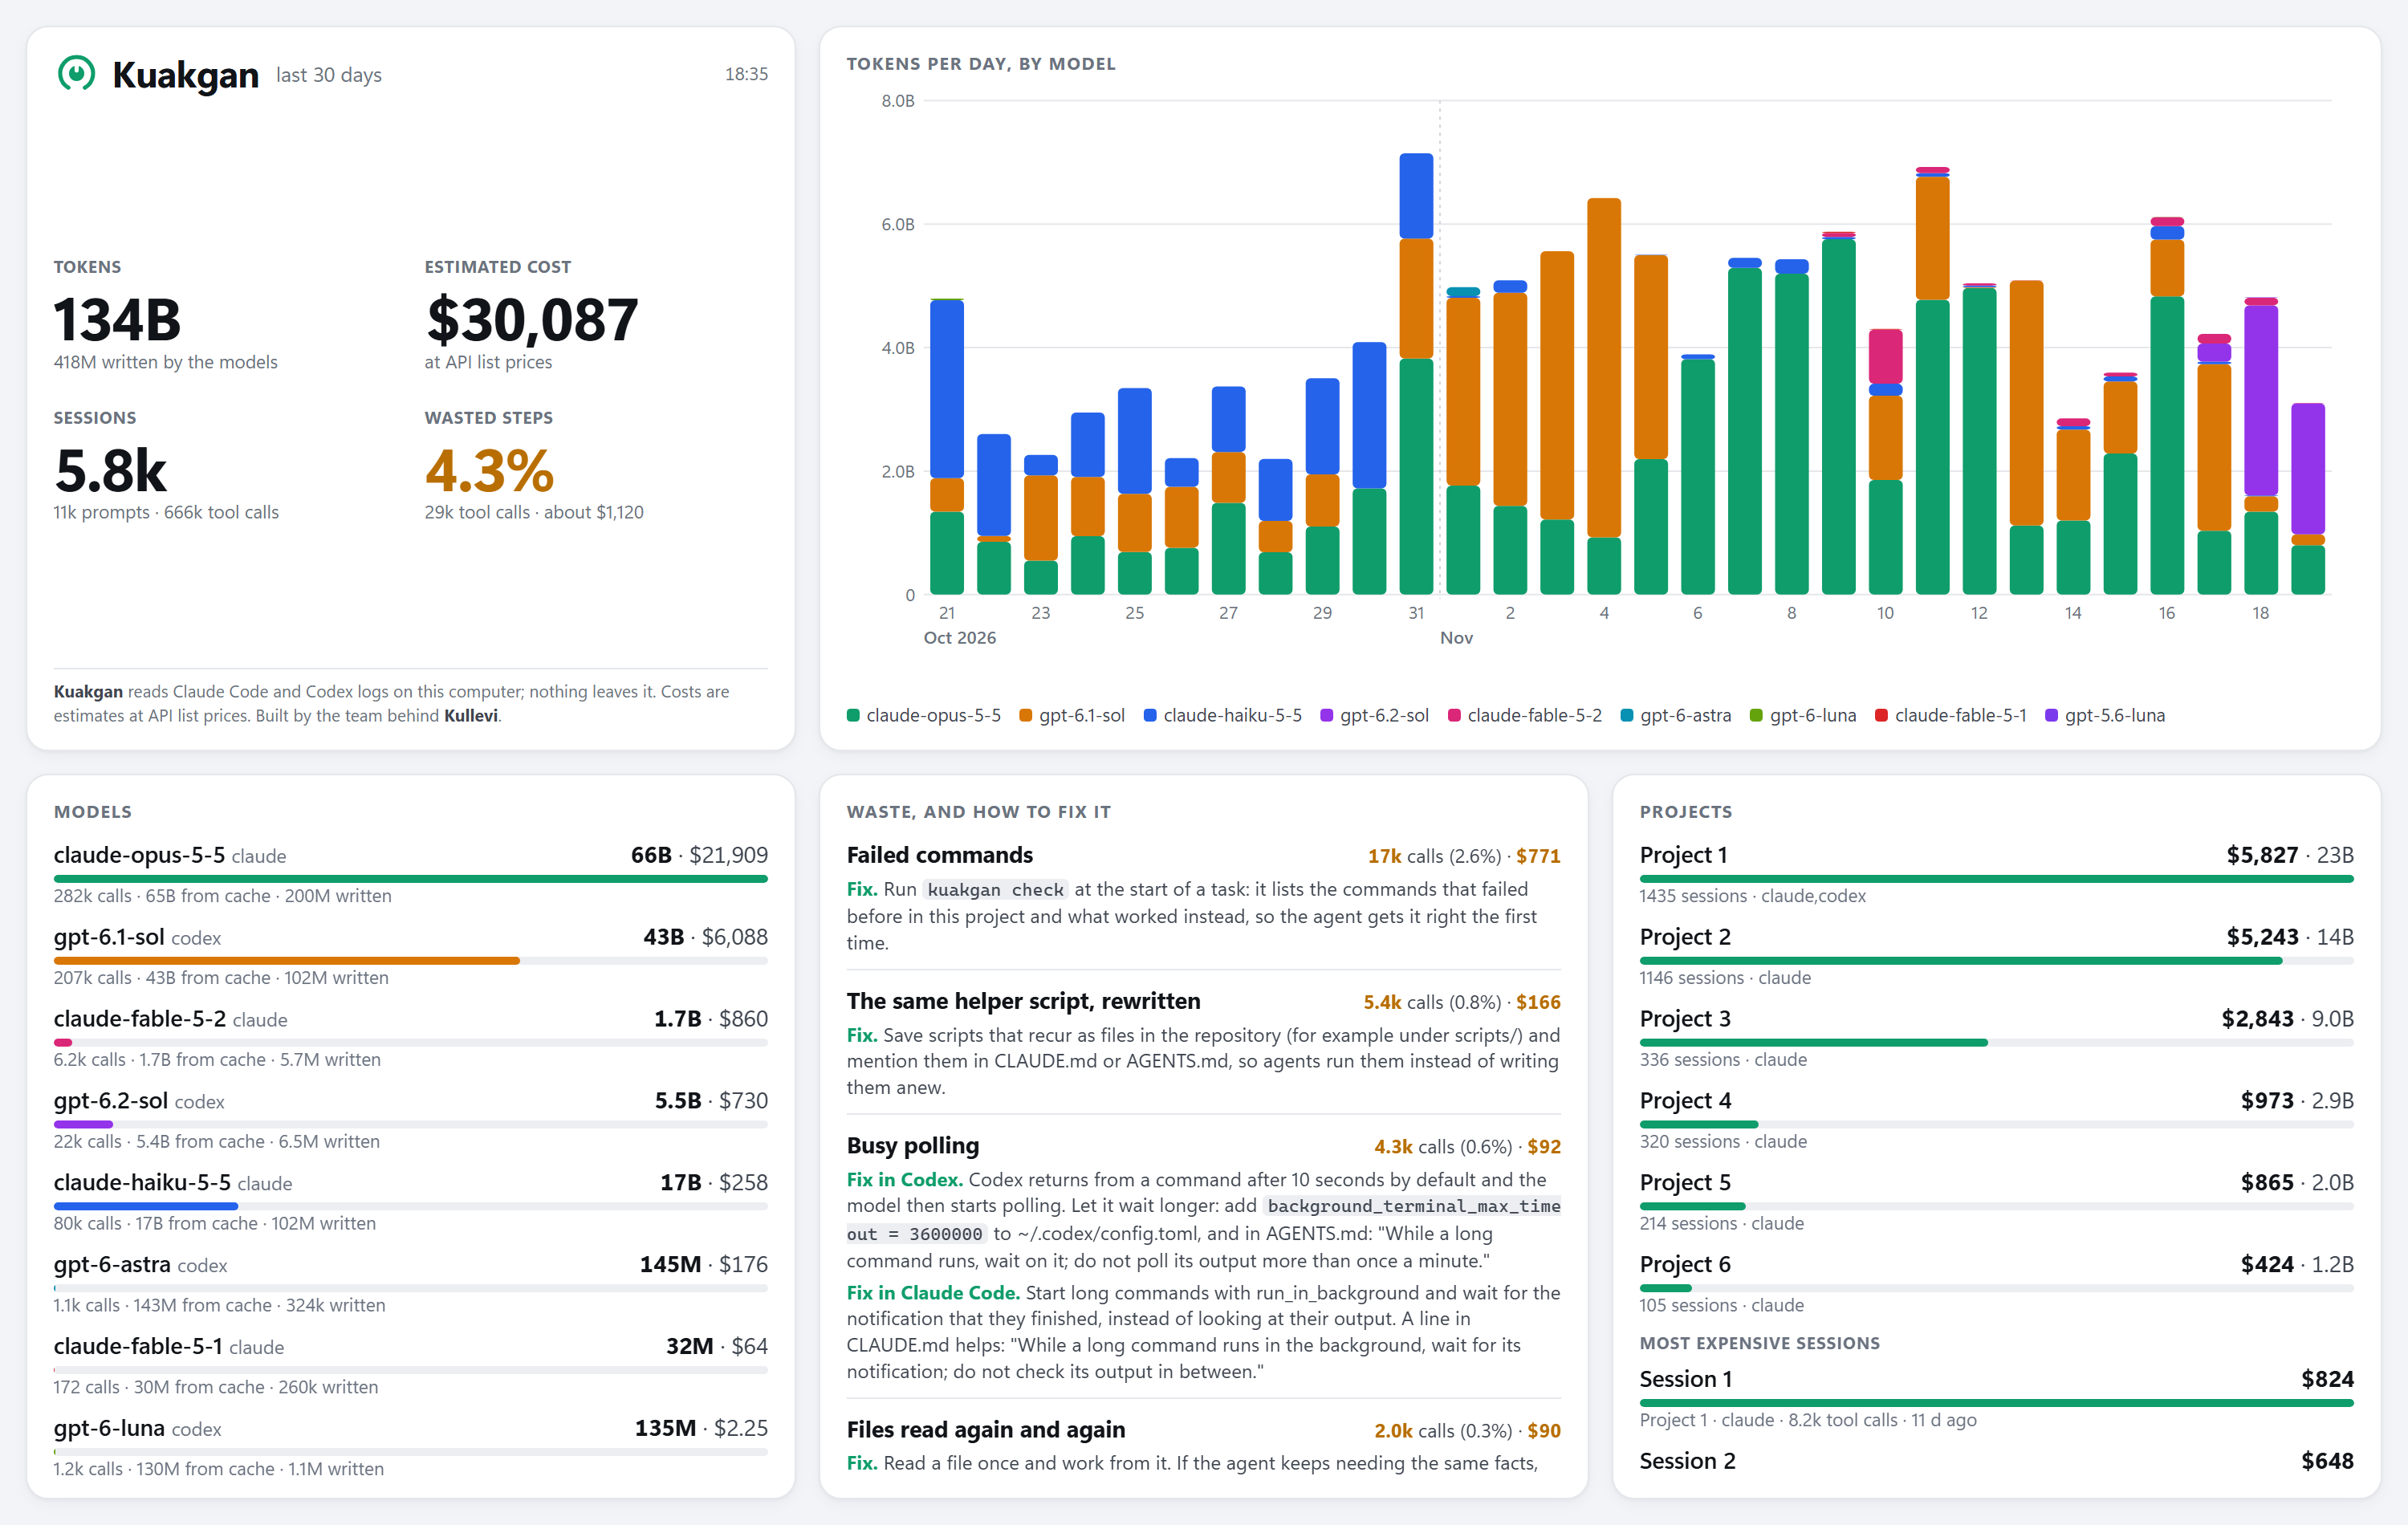 Kuakgan last 30 days 18:35
TOKENS
134B
418M written by the models
ESTIMATED COST
$30,087
at API list prices
SESSIONS
5.8k
11k prompts · 666k tool calls
WASTED STEPS
4.3%
29k tool calls · about $1,120
Kuakgan reads Claude Code and Codex logs on this computer; nothing leaves it. Costs are
estimates at API list prices. Built by the team behind Kullevi.
TOKENS PER DAY, BY MODEL
8.0B
6.0B
4.0B
2.0B
0
21 23 25 27 29 31 2 4 6 8 10 12 14 16 18
Oct 2026 Nov
claude-opus-5-5 gpt-6.1-sol claude-haiku-5-5 gpt-6.2-sol claude-fable-5-2 gpt-6-astra gpt-6-luna claude-fable-5-1 gpt-5.6-luna
MODELS
claude-opus-5-5 claude 66B · $21,909
282k calls · 65B from cache · 200M written
gpt-6.1-sol codex 43B · $6,088
207k calls · 43B from cache · 102M written
claude-fable-5-2 claude 1.7B · $860
6.2k calls · 1.7B from cache · 5.7M written
gpt-6.2-sol codex 5.5B · $730
22k calls · 5.4B from cache · 6.5M written
claude-haiku-5-5 claude 17B · $258
80k calls · 17B from cache · 102M written
gpt-6-astra codex 145M · $176
1.1k calls · 143M from cache · 324k written
claude-fable-5-1 claude 32M · $64
172 calls · 30M from cache · 260k written
gpt-6-luna codex 135M · $2.25
1.2k calls · 130M from cache · 1.1M written
WASTE, AND HOW TO FIX IT
Failed commands 17k calls (2.6%) · $771
Fix. Run kuakgan check at the start of a task: it lists the commands that failed
before in this project and what worked instead, so the agent gets it right the first
time.
The same helper script, rewritten 5.4k calls (0.8%) · $166
Fix. Save scripts that recur as files in the repository (for example under scripts/) and
mention them in CLAUDE.md or AGENTS.md, so agents run them instead of writing
them anew.
Busy polling 4.3k calls (0.6%) · $92
Fix in Codex. Codex returns from a command after 10 seconds by default and the
model then starts polling. Let it wait longer: add background_terminal_max_time
out = 3600000 to ~/.codex/config.toml, and in AGENTS.md: "While a long
command runs, wait on it; do not poll its output more than once a minute."
Fix in Claude Code. Start long commands with run_in_background and wait for the
notification that they finished, instead of looking at their output. A line in
CLAUDE.md helps: "While a long command runs in the background, wait for its
notification; do not check its output in between."
Files read again and again 2.0k calls (0.3%) · $90
Fix. Read a file once and work from it. If the agent keeps needing the same facts,
PROJECTS
Project 1 $5,827 · 23B
1435 sessions · claude,codex
Project 2 $5,243 · 14B
1146 sessions · claude
Project 3 $2,843 · 9.0B
336 sessions · claude
Project 4 $973 · 2.9B
320 sessions · claude
Project 5 $865 · 2.0B
214 sessions · claude
Project 6 $424 · 1.2B
105 sessions · claude
MOST EXPENSIVE SESSIONS
Session 1 $824
Project 1 · claude · 8.2k tool calls · 11 d ago
Session 2 $648